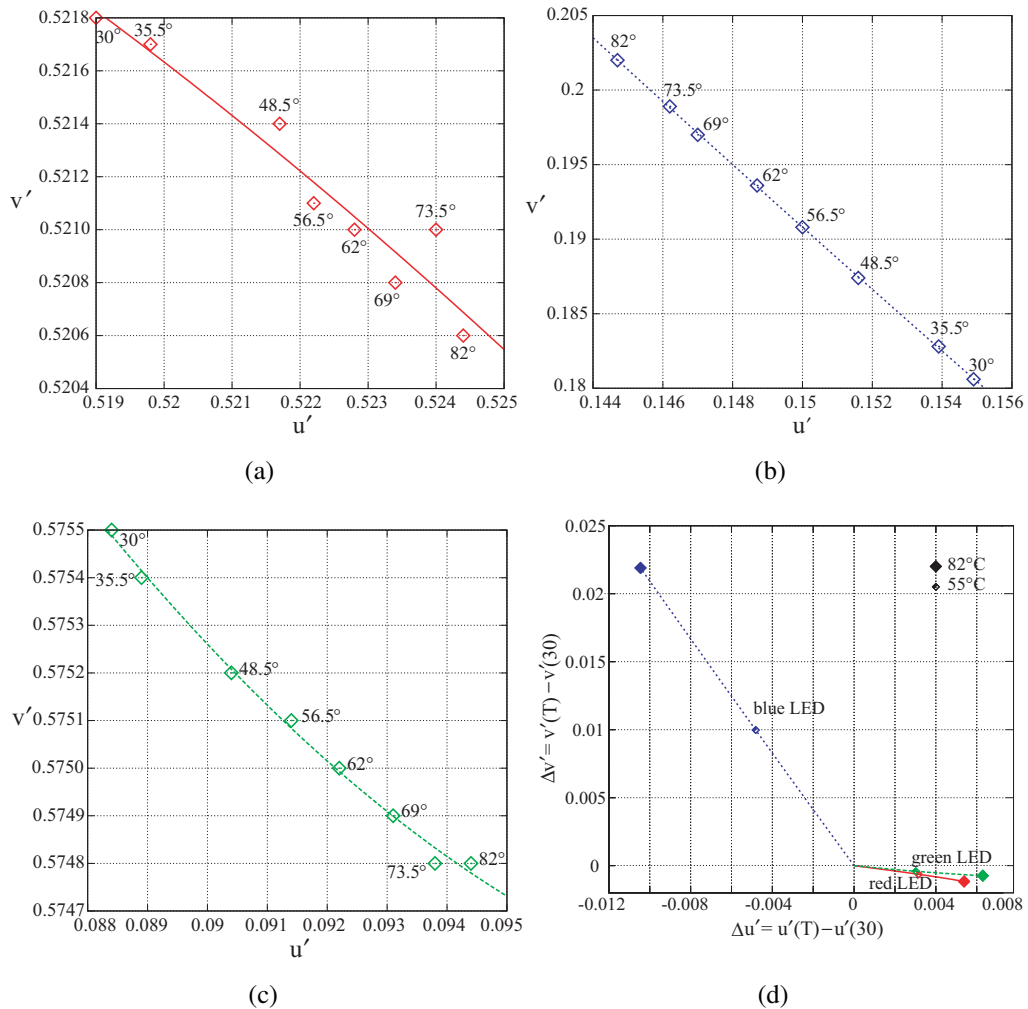 0.5218
0.5216
0.5214
0.5212
0.5210
0.5208
0.5206
0.5204
v′
30°
35.5°
48.5°
56.5°
62°
73.5°
69°
82°
0.519 0.52 0.521 0.522 0.523 0.524 0.525
u′
(a)
0.205
0.2
0.195
0.19
0.185
0.18
v′
82°
73.5°
69°
62°
56.5°
48.5°
35.5°
30°
0.144 0.146 0.148 0.15 0.152 0.154 0.156
u′
(b)
0.5755
0.5754
0.5753
0.5752
0.5751
0.5750
0.5749
0.5748
0.5747
v′
30°
35.5°
48.5°
56.5°
62°
69°
73.5°
82°
0.088 0.089 0.09 0.091 0.092 0.093 0.094 0.095
u′
(c)
0.025
0.02
0.015
0.01
0.005
0
Δv′= v′(T)−v′(30)
82°C
55°C
blue LED
green LED
red LED
-0.012 -0.008 -0.004 0 0.004 0.008
Δu′= u′(T)−u′(30)
(d)